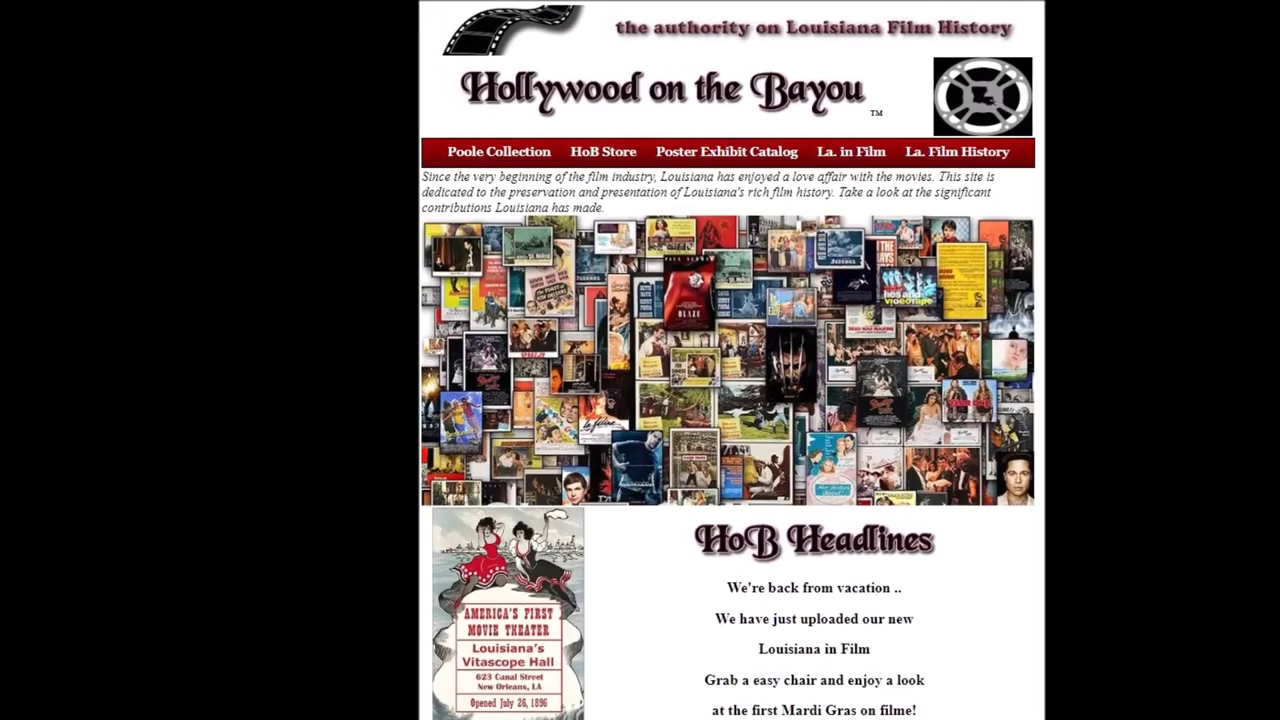 the authority on Louisiana Film History
Hollywood on the Bayou
TM
Poole Collection HoB Store Poster Exhibit Catalog La. in Film La. Film History
Since the very beginning of the film industry, Louisiana has enjoyed a love affair with the movies. This site is
dedicated to the preservation and presentation of Louisiana's rich film history. Take a look at the significant
contributions Louisiana has made.
JEZEBEL
BLAZE
DEAD MAN WALKING
HoB Headlines
We're back from vacation ..
We have just uploaded our new
Louisiana in Film
Grab a easy chair and enjoy a look
at the first Mardi Gras on filme!
AMERICA'S FIRST
MOVIE THEATER
Louisiana's
Vitascope Hall
623 Canal Street
New Orleans, LA
Opened July 26, 1896